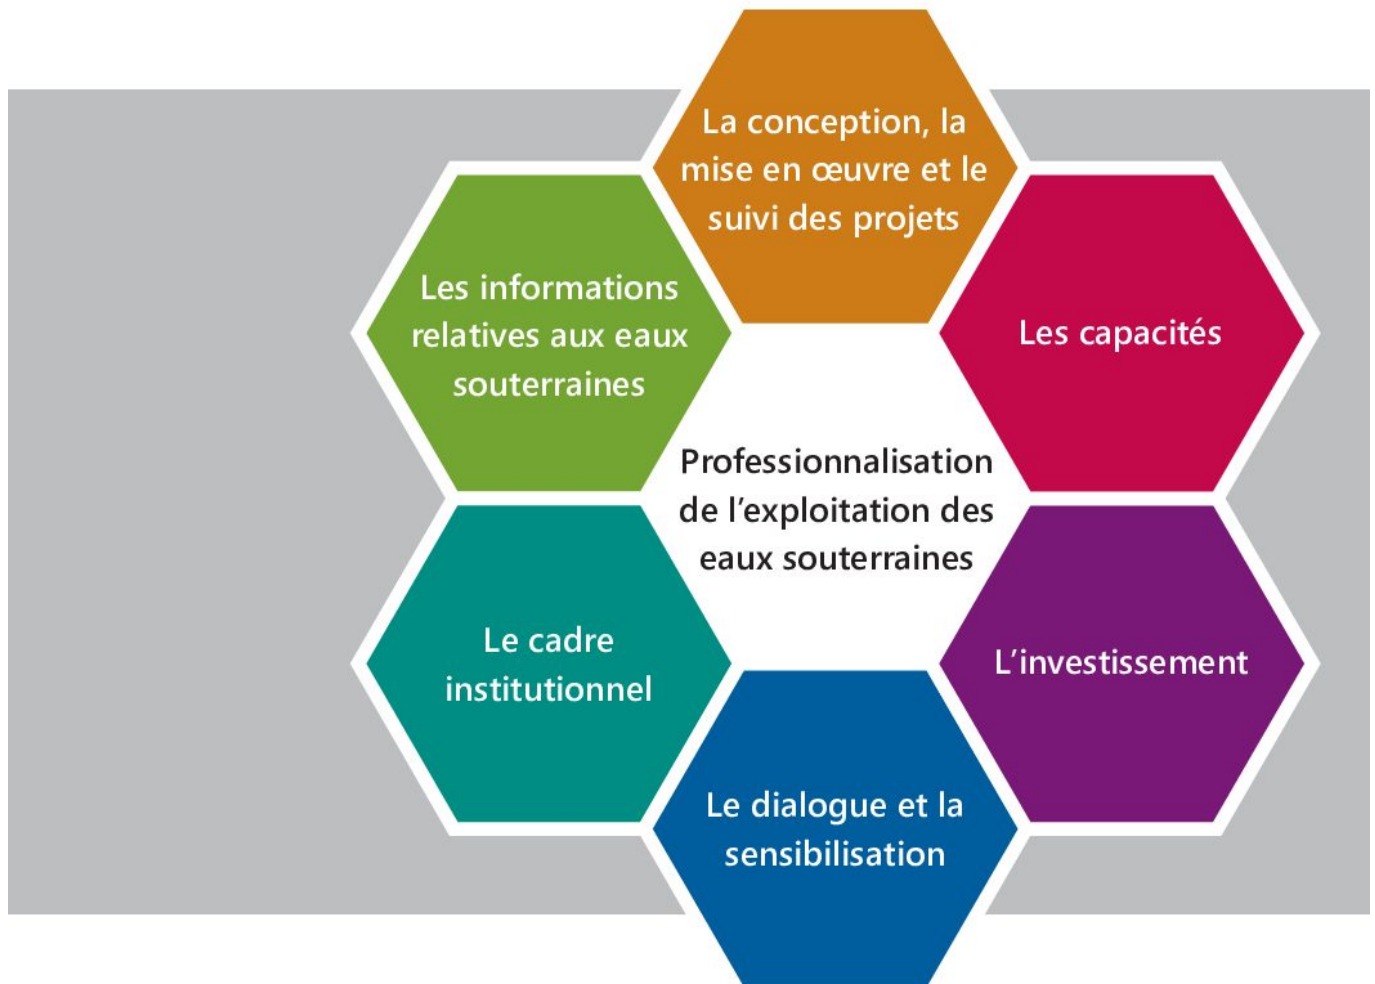 La conception, la
mise en œuvre et le
suivi des projets
Les informations
relatives aux eaux
souterraines
Les capacités
Professionnalisation
de l’exploitation des
eaux souterraines
Le cadre
institutionnel
L’investissement
Le dialogue et la
sensibilisation